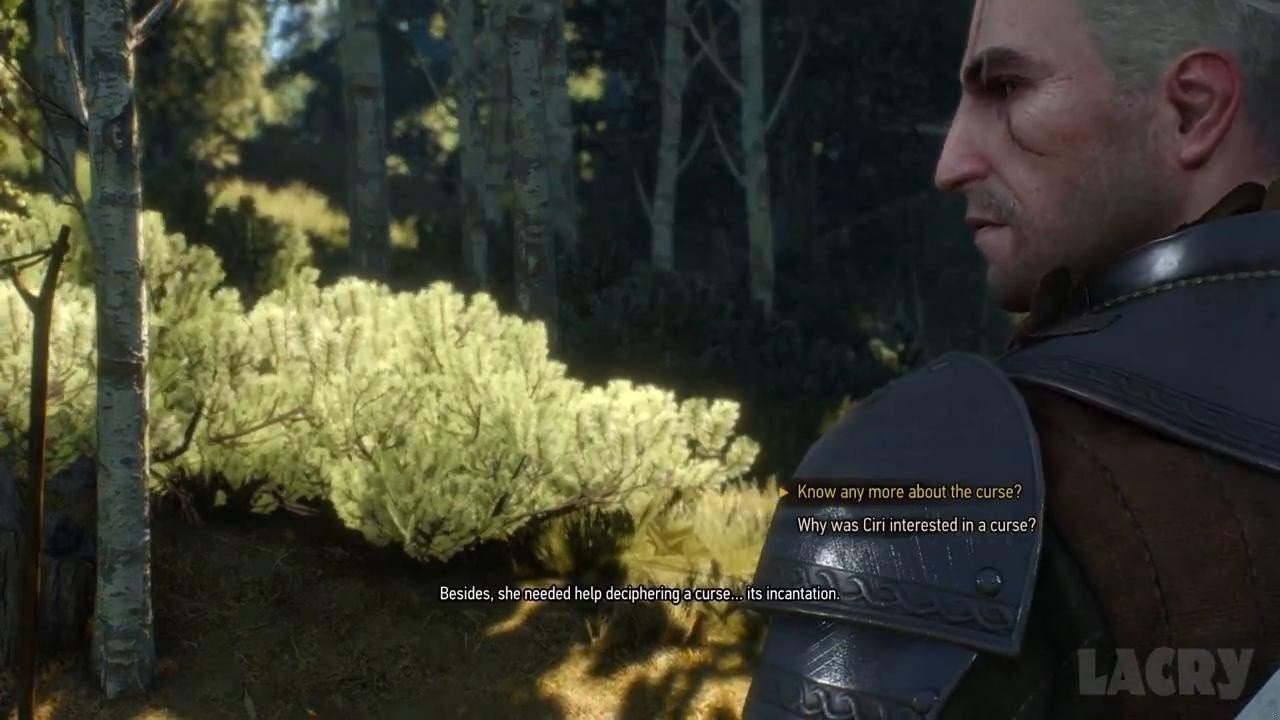 Know any more about the curse?
Why was Ciri interested in a curse?
Besides, she needed help deciphering a curse... its incantation.
LACRY